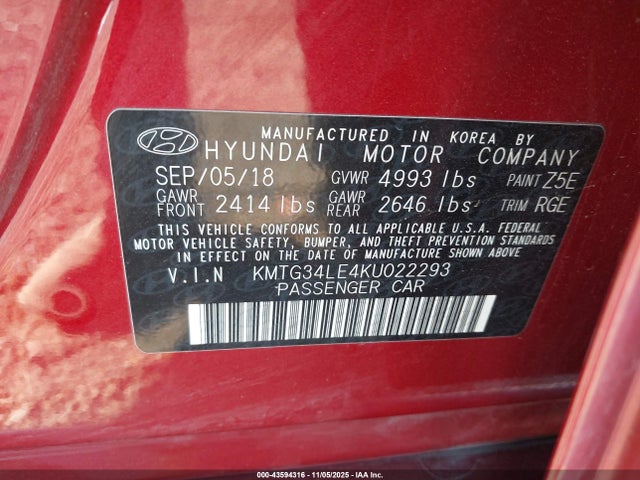 MANUFACTURED IN KOREA BY
HYUNDAI MOTOR COMPANY
SEP/05/18 GVWR 4993 lbs PAINT Z5E
GAWR FRONT 2414 lbs GAWR REAR 2646 lbs TRIM RGE
THIS VEHICLE CONFORMS TO ALL APPLICABLE U.S.A. FEDERAL
MOTOR VEHICLE SAFETY, BUMPER, AND THEFT PREVENTION STANDARDS
IN EFFECT ON THE DATE OF MANUFACTURE SHOWN ABOVE
V.I.N KMTG34LE4KU022293
PASSENGER CAR
000-43594316 - 11/05/2025 - IAA Inc.